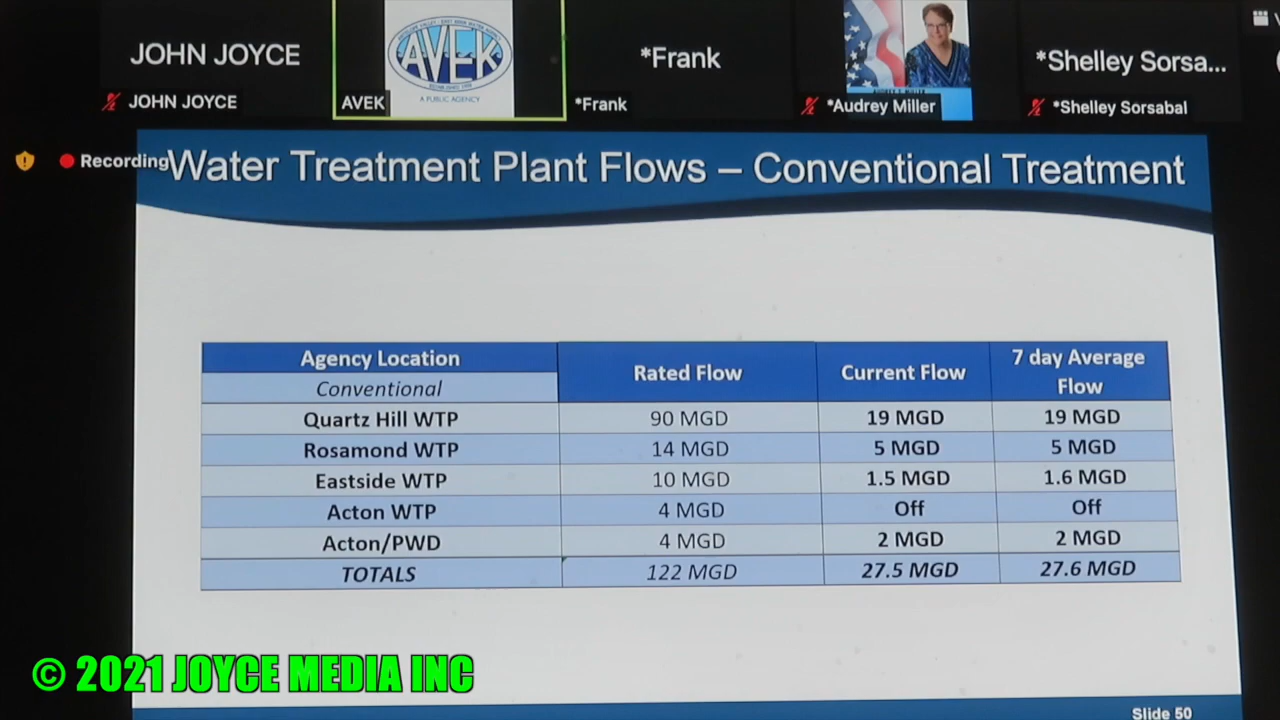 JOHN JOYCE
JOHN JOYCE
AVEK
A PUBLIC AGENCY
AVEK
*Frank
*Frank
*Audrey Miller
*Shelley Sorsa...
*Shelley Sorsabal
Recording
Water Treatment Plant Flows – Conventional Treatment
Agency Location
Conventional
Rated Flow
Current Flow
7 day Average
Flow
Quartz Hill WTP 90 MGD 19 MGD 19 MGD
Rosamond WTP 14 MGD 5 MGD 5 MGD
Eastside WTP 10 MGD 1.5 MGD 1.6 MGD
Acton WTP 4 MGD Off Off
Acton/PWD 4 MGD 2 MGD 2 MGD
TOTALS 122 MGD 27.5 MGD 27.6 MGD
© 2021 JOYCE MEDIA INC
Slide 50